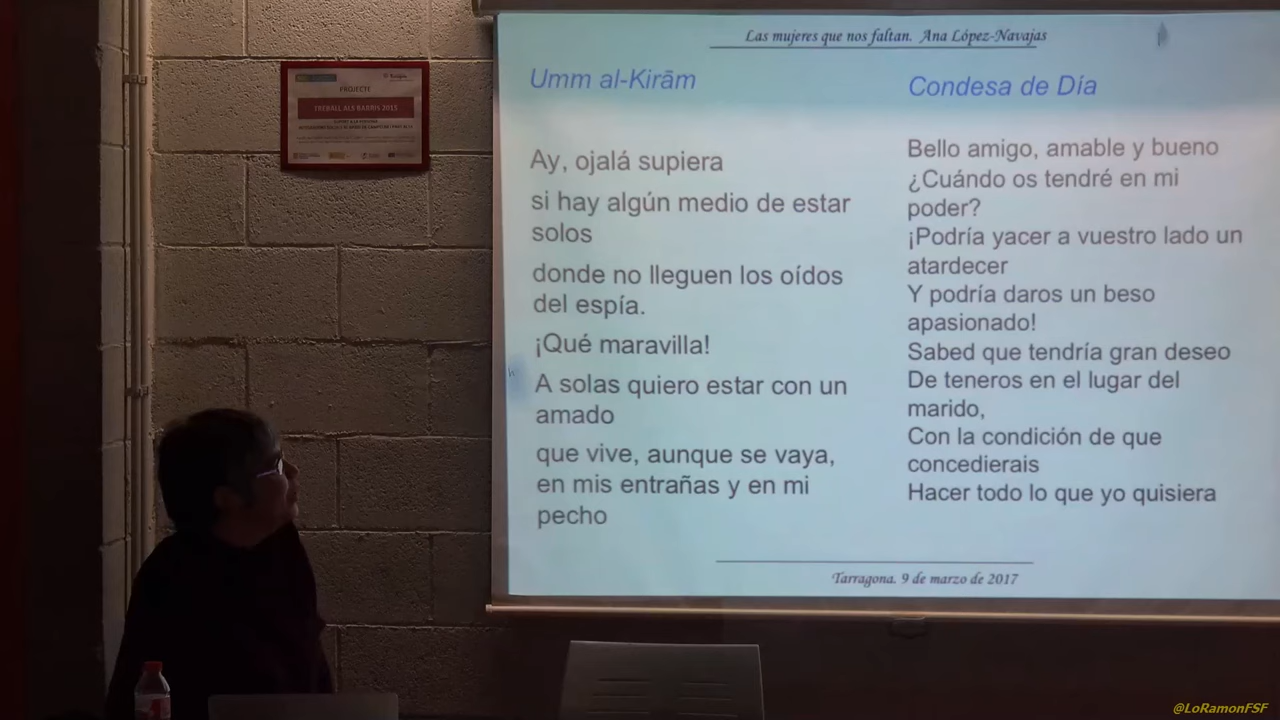 Las mujeres que nos faltan. Ana López-Navajas
Umm al-Kirām
Ay, ojalá supiera
si hay algún medio de estar
solos
donde no lleguen los oídos
del espía.
¡Qué maravilla!
A solas quiero estar con un
amado
que vive, aunque se vaya,
en mis entrañas y en mi
pecho
Condesa de Día
Bello amigo, amable y bueno
¿Cuándo os tendré en mi
poder?
¡Podría yacer a vuestro lado un
atardecer
Y podría daros un beso
apasionado!
Sabed que tendría gran deseo
De teneros en el lugar del
marido,
Con la condición de que
concedierais
Hacer todo lo que yo quisiera
Tarragona. 9 de marzo de 2017
PROJECTE
TREBALL ALS BARRIS 2015
@LoRamonFSF